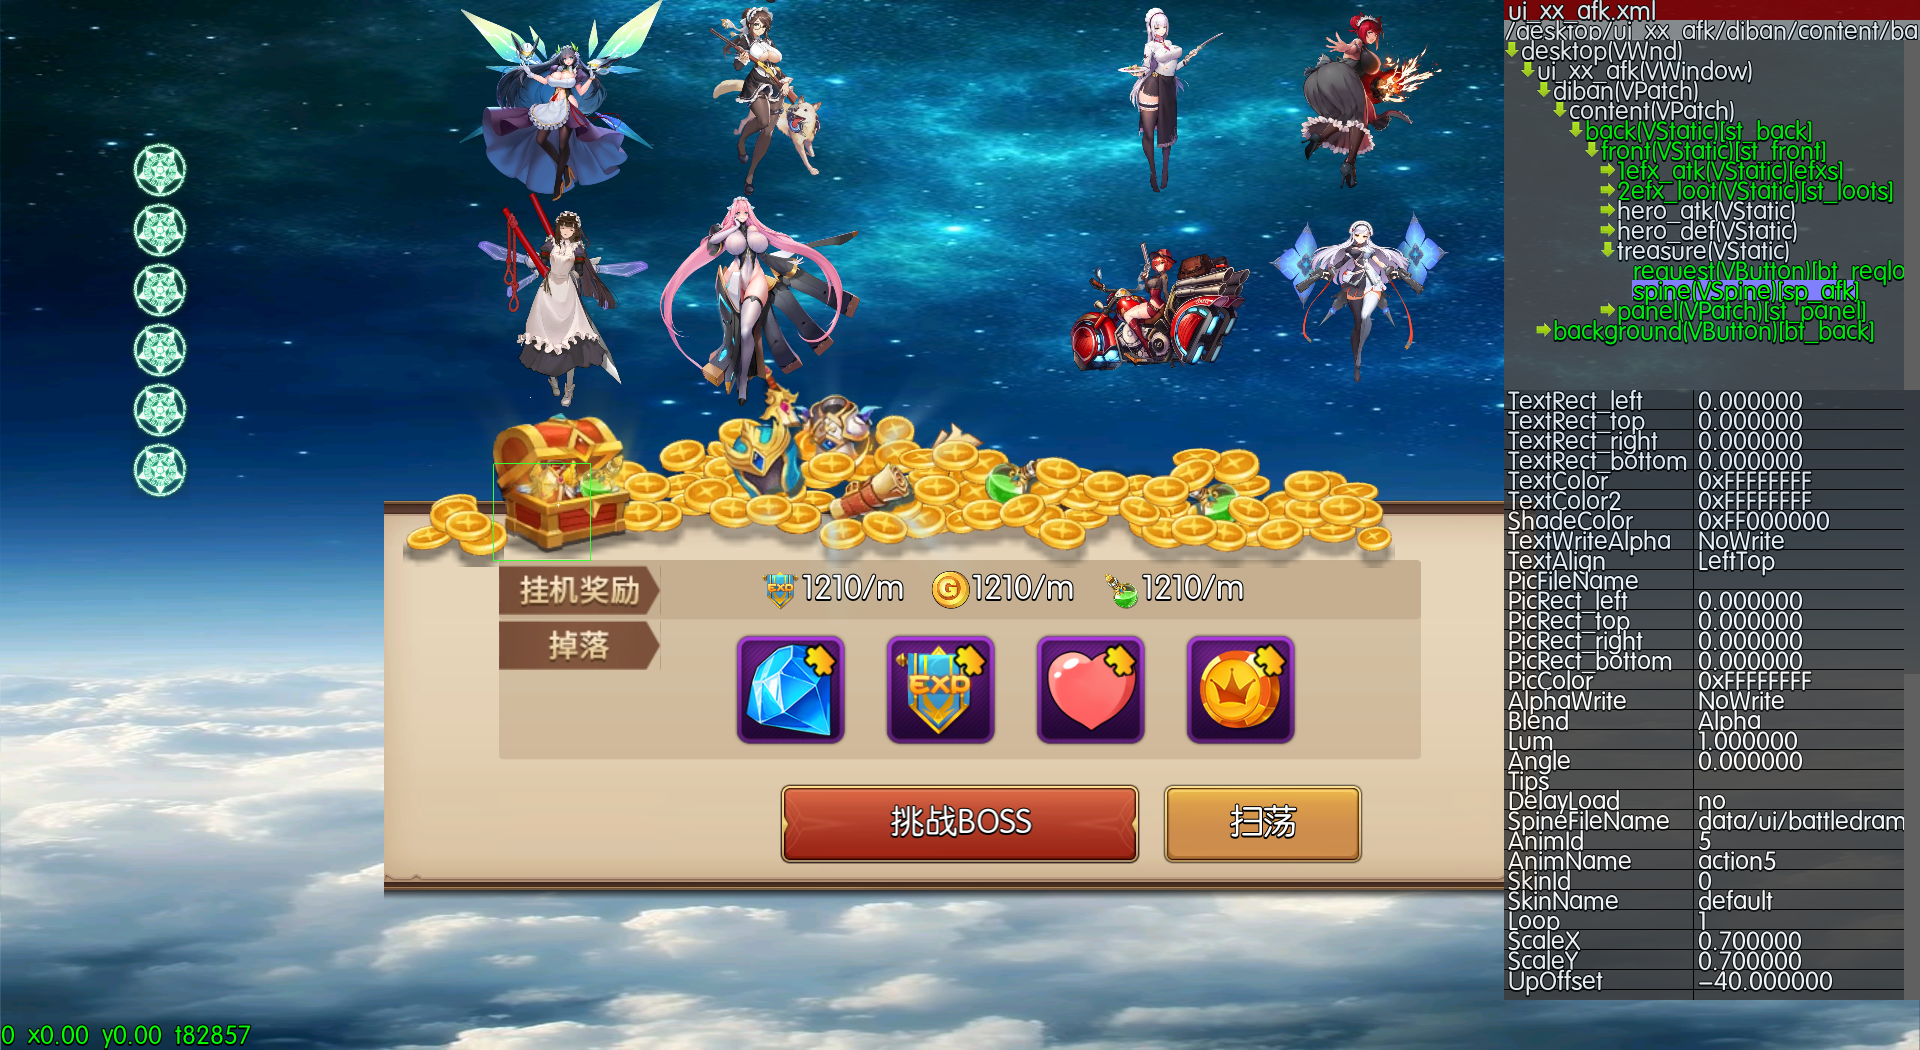 ui_xx_afk.xml
/desktop/ui_xx_afk/diban/content/ba
desktop(VWnd)
ui_xx_afk(VWindow)
diban(VPatch)
content(VPatch)
back(VStatic)[st_back]
front(VStatic)[st_front]
1efx_atk(VStatic)[efxs]
2efx_loot(VStatic)[st_loots]
hero_atk(VStatic)
hero_def(VStatic)
treasure(VStatic)
request(VButton)[bt_reqlo
spine(VSpine)[sp_afk]
panel(VPatch)[st_panel]
background(VButton)[bt_back]
TextRect_left 0.000000
TextRect_top 0.000000
TextRect_right 0.000000
TextRect_bottom 0.000000
TextColor 0xFFFFFFFF
TextColor2 0xFFFFFFFF
ShadeColor 0xFF000000
TextWriteAlpha NoWrite
TextAlign LeftTop
PicFileName
PicRect_left 0.000000
PicRect_top 0.000000
PicRect_right 0.000000
PicRect_bottom 0.000000
PicColor 0xFFFFFFFF
AlphaWrite NoWrite
Blend Alpha
Lum 1.000000
Angle 0.000000
Tips
DelayLoad no
SpineFileName data/ui/battledram
AnimId 5
AnimName action5
SkinId 0
SkinName default
Loop 1
ScaleX 0.700000
ScaleY 0.700000
UpOffset -40.000000
挂机奖励 EXP 1210/m G 1210/m 1210/m
掉落
EXP
挑战BOSS 扫荡
0 x0.00 y0.00 t82857